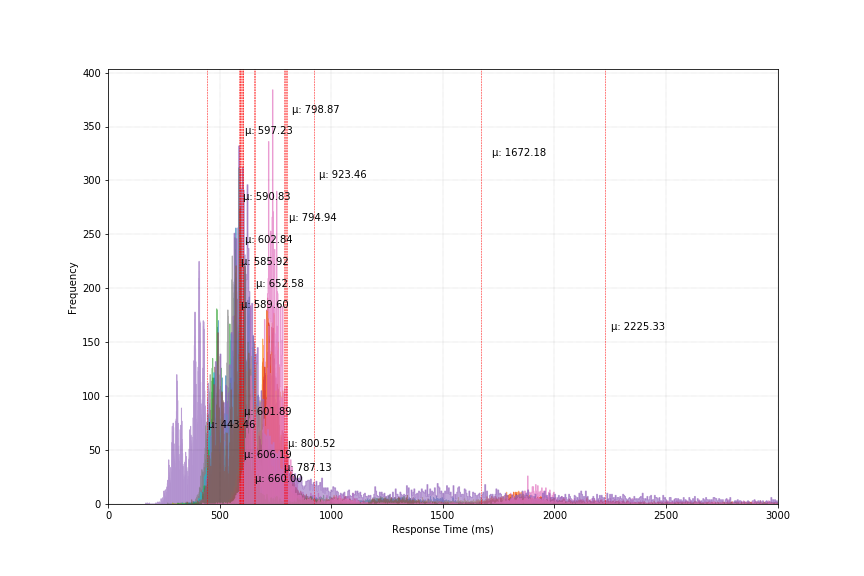 400
350
300
250
200
150
100
50
0
Frequency
μ: 798.87
μ: 597.23
μ: 1672.18
μ: 923.46
μ: 590.83
μ: 794.94
μ: 602.84
μ: 585.92
μ: 652.58
μ: 589.60
μ: 2225.33
μ: 601.89
μ: 443.46
μ: 800.52
μ: 606.19
μ: 787.13
μ: 660.00
0 500 1000 1500 2000 2500 3000
Response Time (ms)